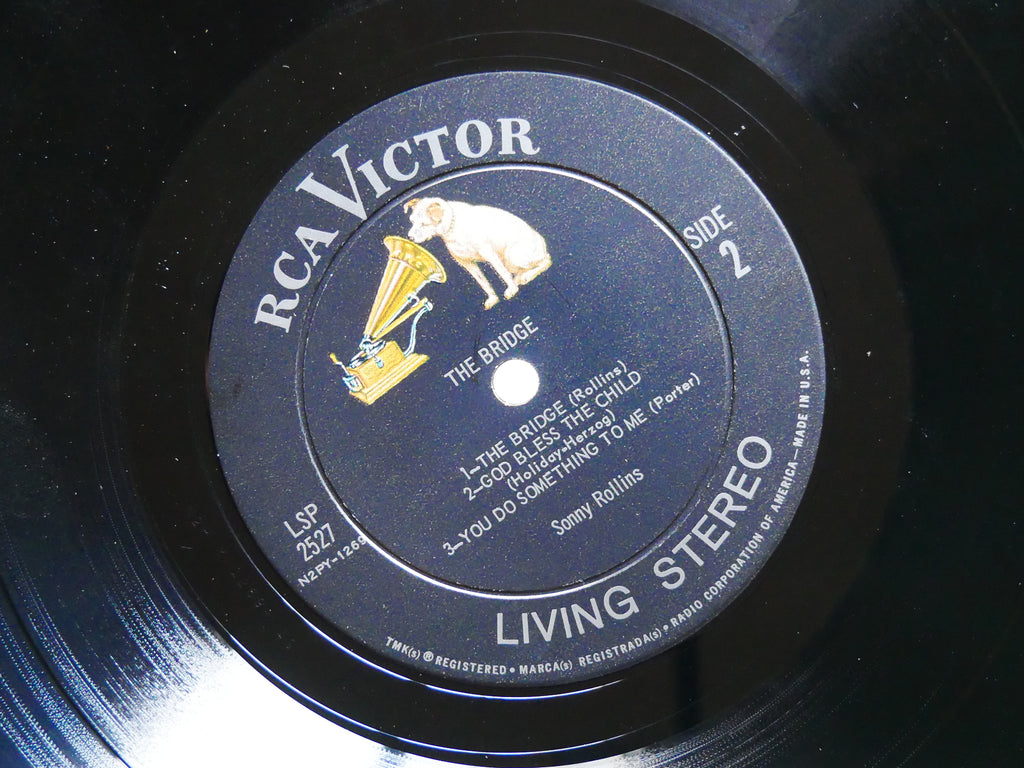 RCA VICTOR
SIDE
2
THE BRIDGE
1—THE BRIDGE (Rollins)
2—GOD BLESS THE CHILD
(Holiday-Herzog)
3—YOU DO SOMETHING TO ME (Porter)
Sonny Rollins
LSP
2527
LIVING STEREO
TMK(s) ® REGISTERED • MARCA(s) REGISTRADA(s) • RADIO CORPORATION OF AMERICA—MADE IN U.S.A.